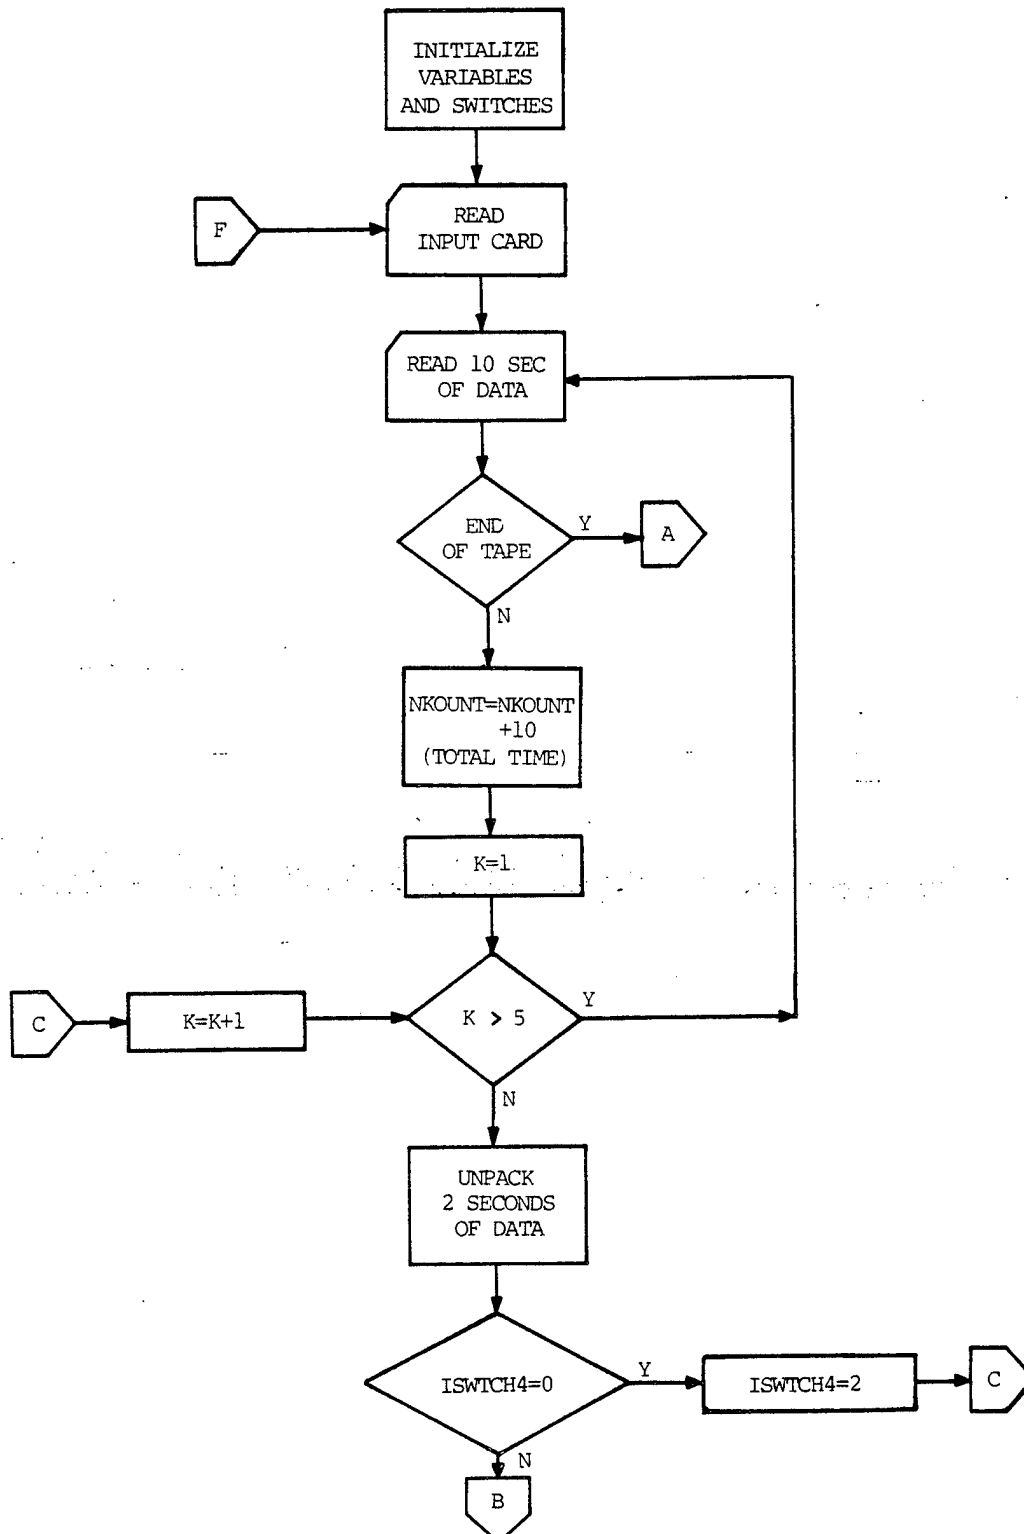 INITIALIZE
VARIABLES
AND SWITCHES
F
READ
INPUT CARD
READ 10 SEC
OF DATA
END
OF TAPE
Y
A
N
NKOUNT=NKOUNT
+10
(TOTAL TIME)
K=1
C
K=K+1
K > 5
Y
N
UNPACK
2 SECONDS
OF DATA
ISWTCH4=0
Y
ISWTCH4=2
C
N
B